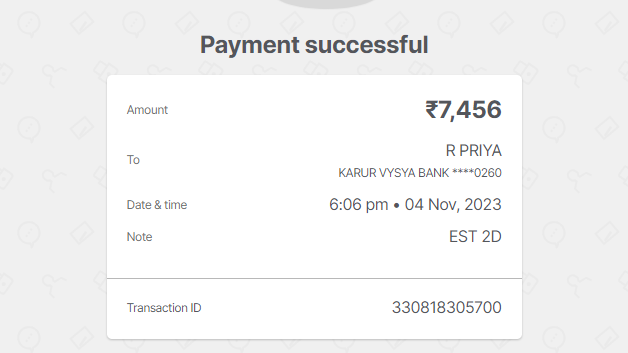 Payment successful
Amount ₹7,456
To R PRIYA
KARUR VYSYA BANK ****0260
Date & time 6:06 pm • 04 Nov, 2023
Note EST 2D
Transaction ID 330818305700